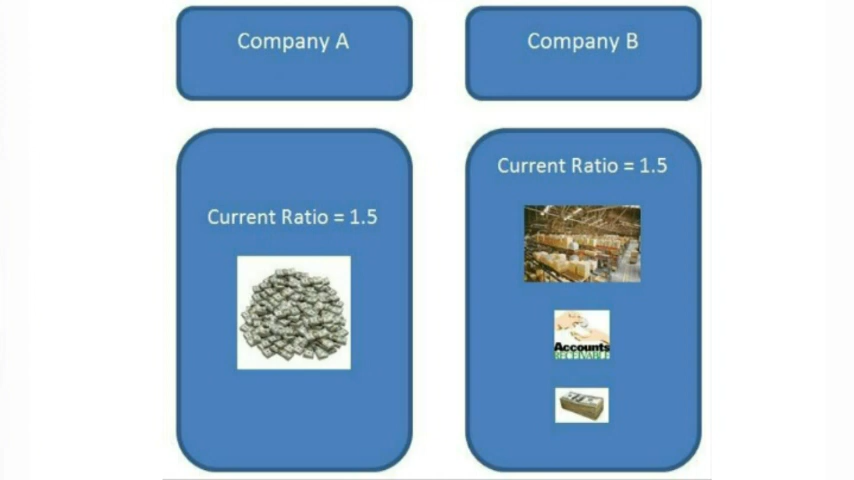 Company A
Company B
Current Ratio = 1.5
Current Ratio = 1.5
Accounts
RECEIVABLE